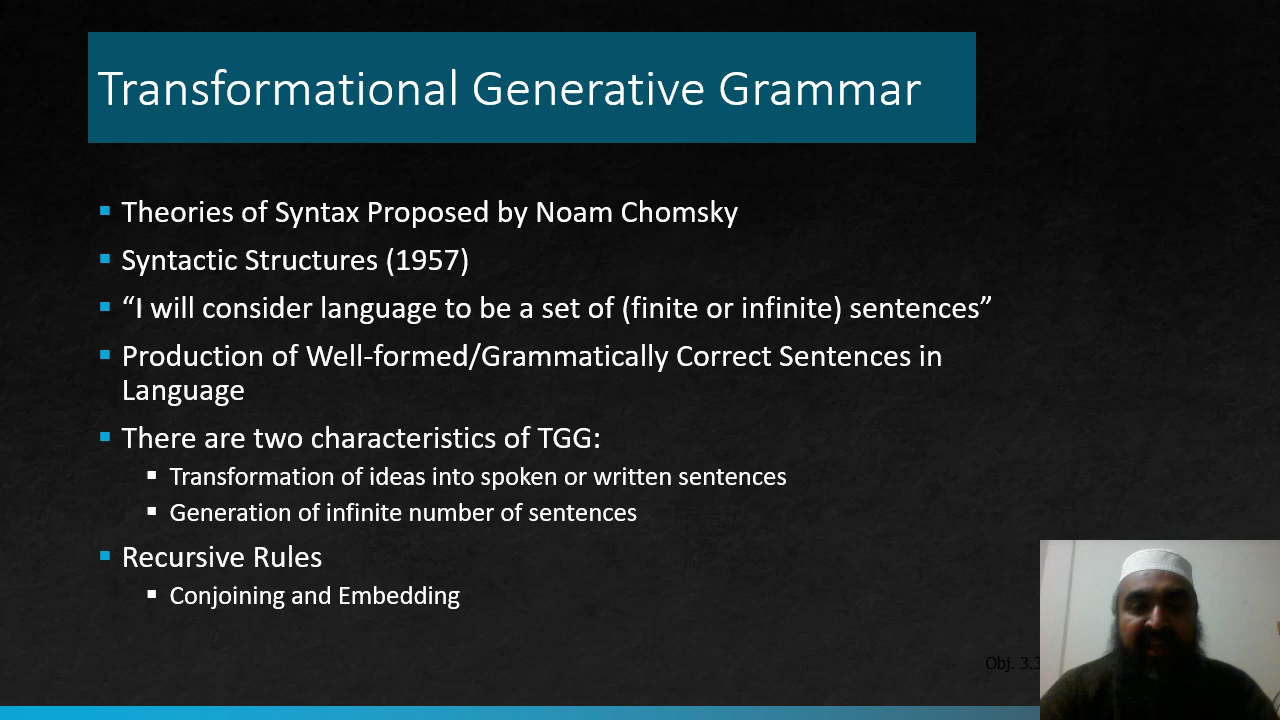 Transformational Generative Grammar
Theories of Syntax Proposed by Noam Chomsky
Syntactic Structures (1957)
“I will consider language to be a set of (finite or infinite) sentences”
Production of Well-formed/Grammatically Correct Sentences in
Language
There are two characteristics of TGG:
Transformation of ideas into spoken or written sentences
Generation of infinite number of sentences
Recursive Rules
Conjoining and Embedding
Obj. 3.3